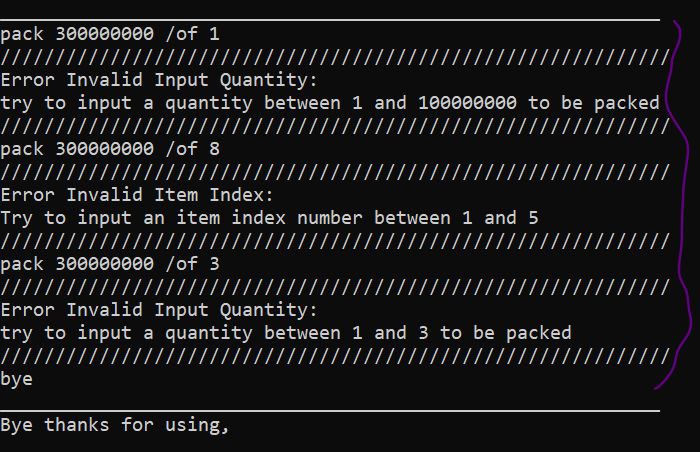 ____________________________________________________________
pack 300000000 /of 1
/////////////////////////////////////////////////////////////
Error Invalid Input Quantity:
try to input a quantity between 1 and 100000000 to be packed
/////////////////////////////////////////////////////////////
pack 300000000 /of 8
/////////////////////////////////////////////////////////////
Error Invalid Item Index:
Try to input an item index number between 1 and 5
/////////////////////////////////////////////////////////////
pack 300000000 /of 3
/////////////////////////////////////////////////////////////
Error Invalid Input Quantity:
try to input a quantity between 1 and 3 to be packed
/////////////////////////////////////////////////////////////
bye
____________________________________________________________
Bye thanks for using,